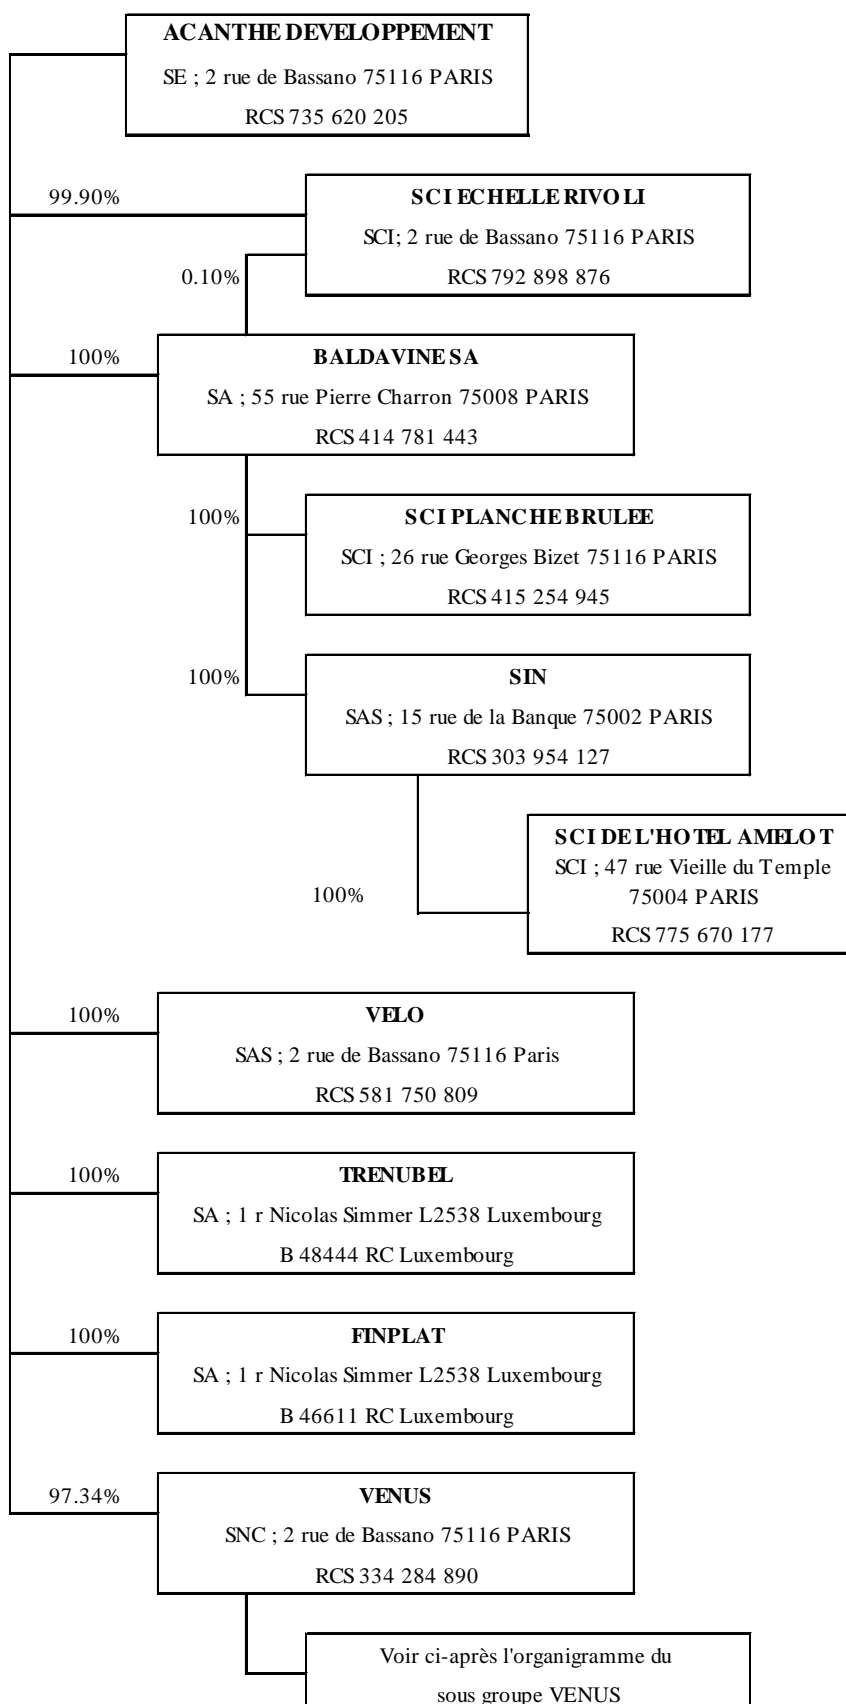 ACANTHE DEVELOPPEMENT
SE ; 2 rue de Bassano 75116 PARIS
RCS 735 620 205
99.90%
SCI ECHELLE RIVOLI
SCI; 2 rue de Bassano 75116 PARIS
RCS 792 898 876
0.10%
100%
BALDAVINE SA
SA ; 55 rue Pierre Charron 75008 PARIS
RCS 414 781 443
100%
SCI PLANCHE BRULEE
SCI ; 26 rue Georges Bizet 75116 PARIS
RCS 415 254 945
100%
SIN
SAS ; 15 rue de la Banque 75002 PARIS
RCS 303 954 127
100%
SCI DE L'HOTEL AMELOT
SCI ; 47 rue Vieille du Temple
75004 PARIS
RCS 775 670 177
100%
VELO
SAS ; 2 rue de Bassano 75116 Paris
RCS 581 750 809
100%
TRENUBEL
SA ; 1 r Nicolas Simmer L2538 Luxembourg
B 48444 RC Luxembourg
100%
FINPLAT
SA ; 1 r Nicolas Simmer L2538 Luxembourg
B 46611 RC Luxembourg
97.34%
VENUS
SNC ; 2 rue de Bassano 75116 PARIS
RCS 334 284 890
Voir ci-après l'organigramme du
sous groupe VENUS